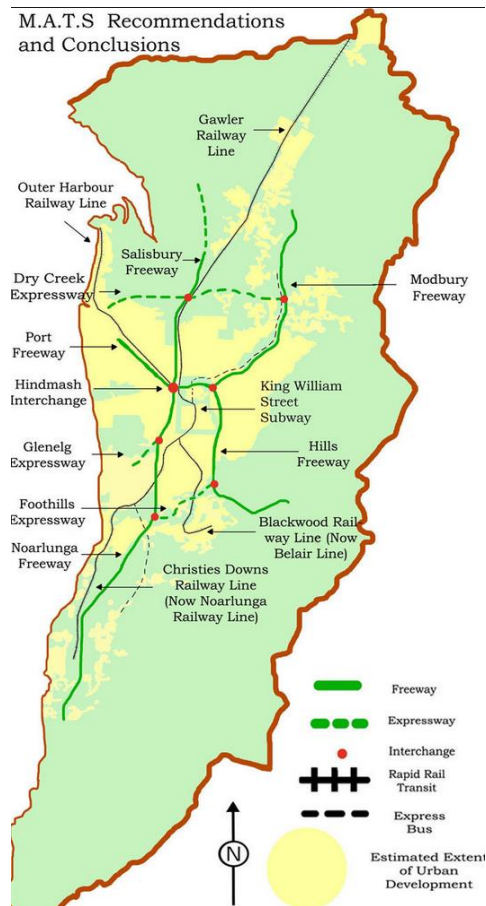 M.A.T.S Recommendations
and Conclusions
Gawler
Railway
Line
Outer Harbour
Railway Line
Salisbury
Freeway
Dry Creek
Expressway
Modbury
Freeway
Port
Freeway
Hindmash
Interchange
King William
Street
Subway
Glenelg
Expressway
Hills
Freeway
Foothills
Expressway
Blackwood Rail-
way Line (Now
Belair Line)
Noarlunga
Freeway
Christies Downs
Railway Line
(Now Noarlunga
Railway Line)
Freeway
Expressway
Interchange
Rapid Rail
Transit
Express
Bus
N
Estimated Extent
of Urban
Development